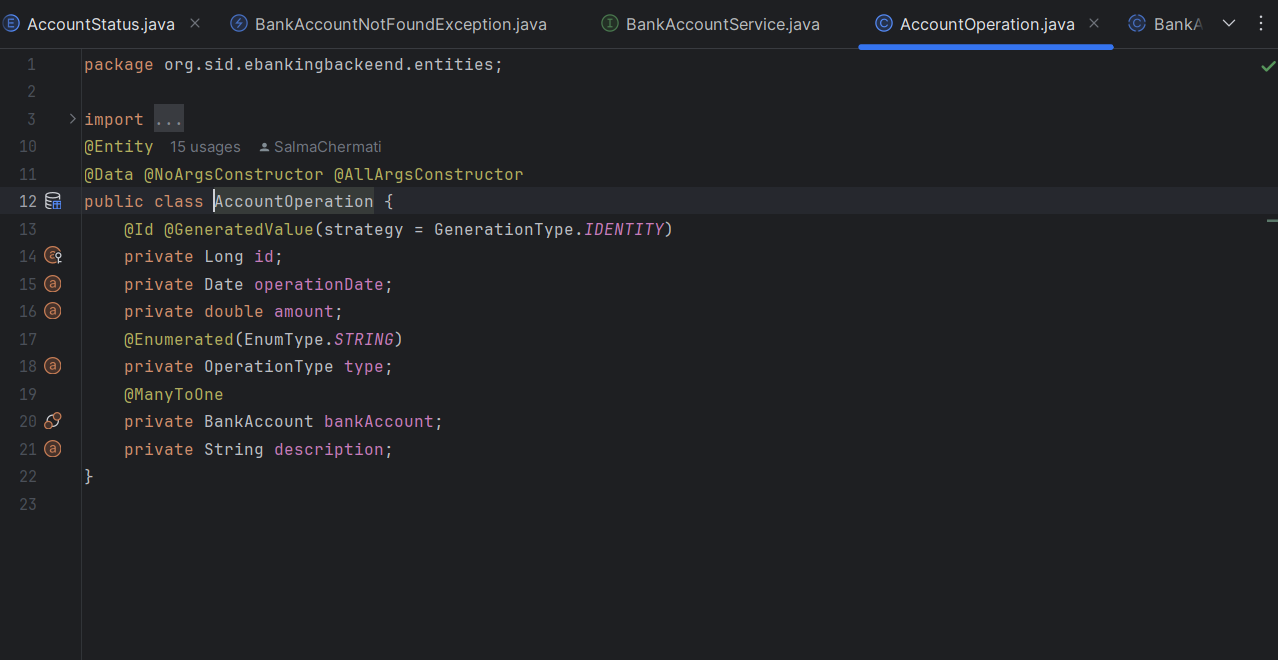 AccountStatus.java BankAccountNotFoundException.java BankAccountService.java AccountOperation.java BankA
1 package org.sid.ebankingbackeend.entities;
2
3 import ...
10 @Entity 15 usages SalmaChermati
11 @Data @NoArgsConstructor @AllArgsConstructor
12 public class AccountOperation {
13 @Id @GeneratedValue(strategy = GenerationType.IDENTITY)
14 private Long id;
15 private Date operationDate;
16 private double amount;
17 @Enumerated(EnumType.STRING)
18 private OperationType type;
19 @ManyToOne
20 private BankAccount bankAccount;
21 private String description;
22 }
23